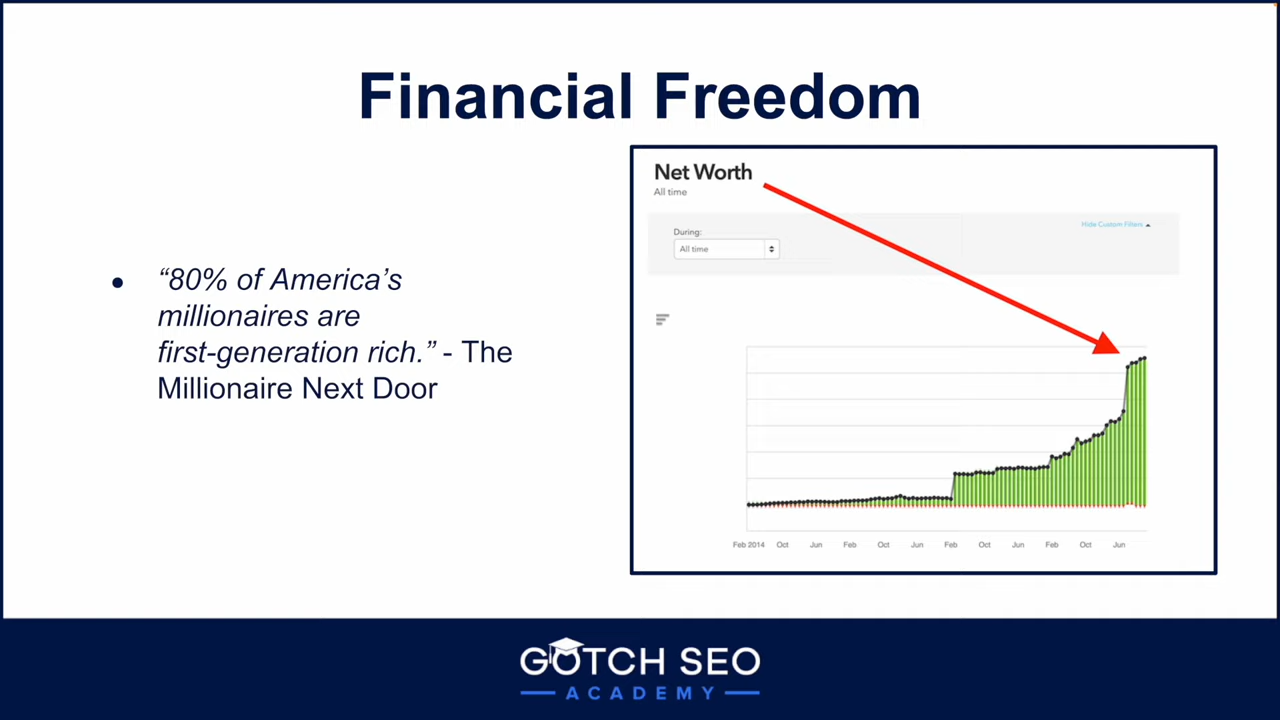 Financial Freedom
• “80% of America’s
millionaires are
first-generation rich.” - The
Millionaire Next Door
Net Worth
All time
During:
All time
Hide Custom Filters
Feb 2014 Oct Jun Feb Oct Jun Feb Oct Jun Feb Oct Jun
GOTCH SEO
ACADEMY